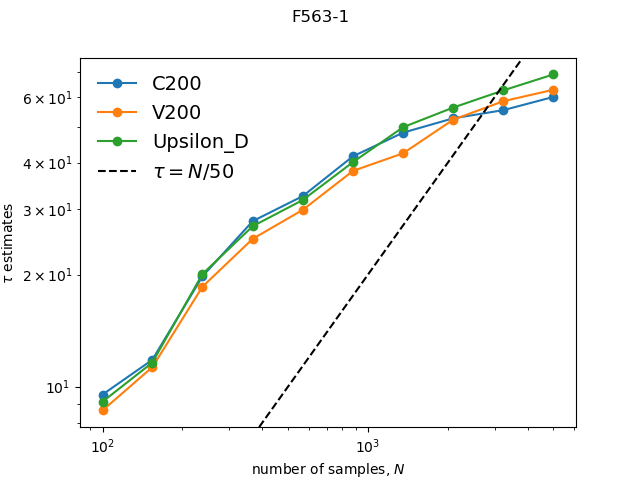 F563-1
C200
V200
Upsilon_D
τ = N/50
6 × 10¹
4 × 10¹
3 × 10¹
2 × 10¹
10¹
τ estimates
10² 10³
number of samples, N